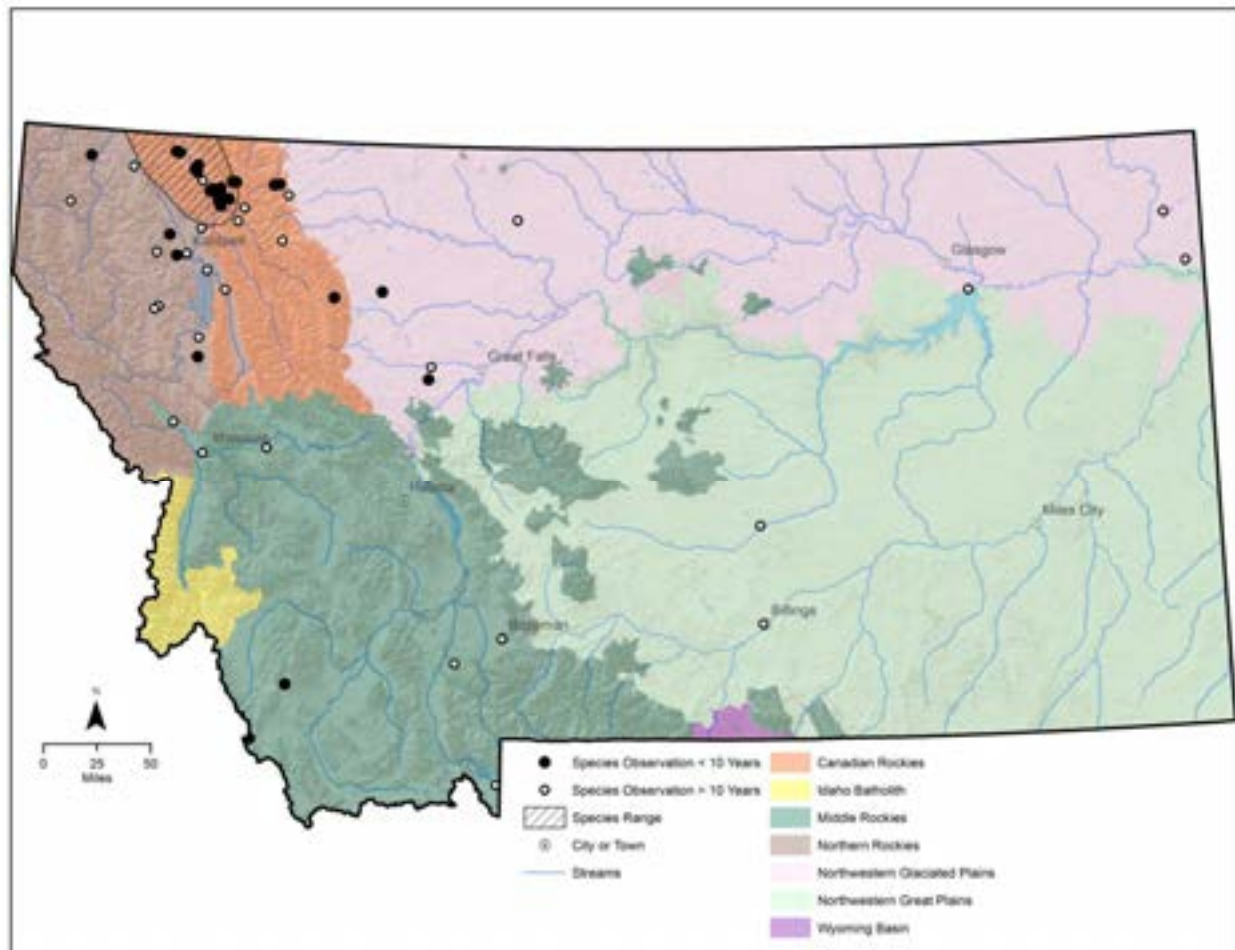 Kalispell
Glasgow
Great Falls
Missoula
Helena
Miles City
Billings
Bozeman
N
0 25 50
Miles
Species Observation < 10 Years
Species Observation > 10 Years
Species Range
City or Town
Streams
Canadian Rockies
Idaho Batholith
Middle Rockies
Northern Rockies
Northwestern Glaciated Plains
Northwestern Great Plains
Wyoming Basin